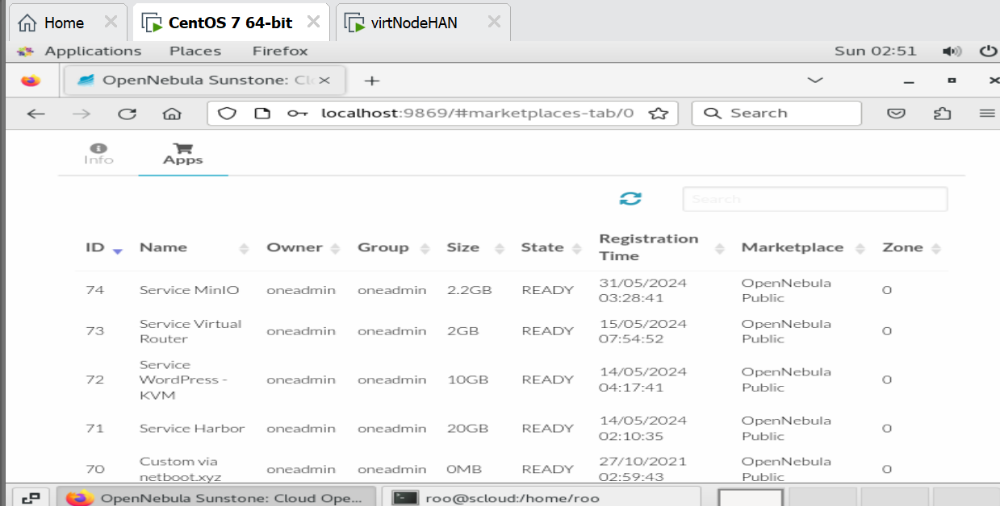 Home
CentOS 7 64-bit
virtNodeHAN
Applications Places Firefox Sun 02:51
OpenNebula Sunstone: Clo
localhost:9869/#marketplaces-tab/0 Search
Info Apps
Search
ID Name Owner Group Size State Registration Time Marketplace Zone
74 Service MinIO oneadmin oneadmin 2.2GB READY 31/05/2024 03:28:41 OpenNebula Public 0
73 Service Virtual Router oneadmin oneadmin 2GB READY 15/05/2024 07:54:52 OpenNebula Public 0
72 Service WordPress - KVM oneadmin oneadmin 10GB READY 14/05/2024 04:17:41 OpenNebula Public 0
71 Service Harbor oneadmin oneadmin 20GB READY 14/05/2024 02:10:35 OpenNebula Public 0
70 Custom via netboot.xyz oneadmin oneadmin 0MB READY 27/10/2021 02:59:43 OpenNebula Public 0
OpenNebula Sunstone: Cloud Ope... roo@scloud:/home/roo